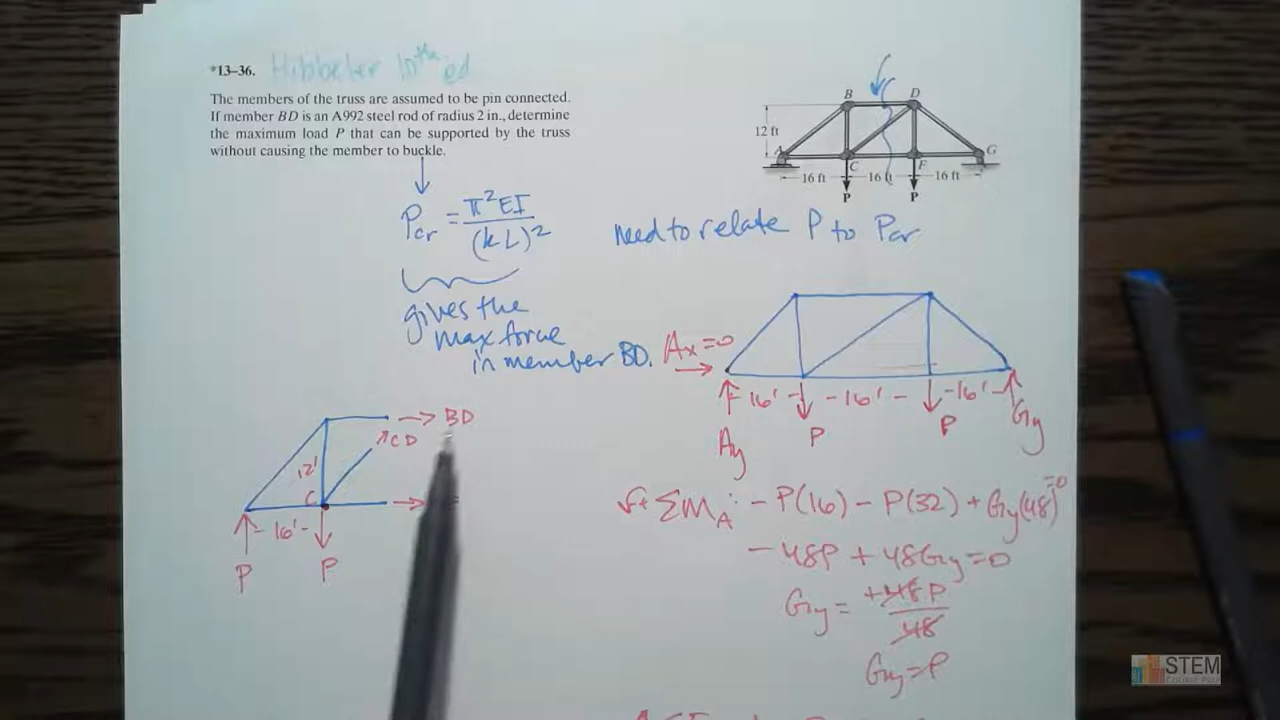 *13–36. Hibbeler 10th ed
The members of the truss are assumed to be pin connected.
If member BD is an A992 steel rod of radius 2 in., determine
the maximum load P that can be supported by the truss
without causing the member to buckle.
B D
12 ft
A C F G
16 ft 16 ft 16 ft
P P
Pcr = π²EI / (kL)²
need to relate P to Pcr
gives the
max force
in member BD.
Ax=0
16' 16' 16'
Ay P P Gy
BD
CD
12'
C
16'
P P
↶+ ΣM_A: -P(16) - P(32) + Gy(48)=0
-48P + 48Gy = 0
Gy = +48P / 48
Gy = P
STEM